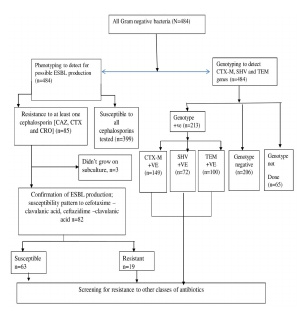 All Gram negative bacteria (N=484)
Phenotyping to detect for
possible ESBL production
(n=484)
Genotyping to detect
CTX-M, SHV and TEM
genes (n=484)
Resistance to at least one
cephalosporin [CAZ, CTX
and CRO] (n=85)
Susceptible to
all
cephalosporins
tested (n=399)
Genotype
+ve (n=213)
Didn't grow on
subculture, n=3
CTX-M
+VE
(n=149)
SHV
+VE
(n=72)
TEM
+VE
(n=100)
Genotype
negative
(n=206)
Genotype
not
Done
(n=65)
Confirmation of ESBL production;
susceptibility pattern to cefotaxime –
clavulanic acid, ceftazidime –clavulanic acid
n=82
Susceptible
n=63
Resistant
n=19
Screening for resistance to other classes of antibiotics